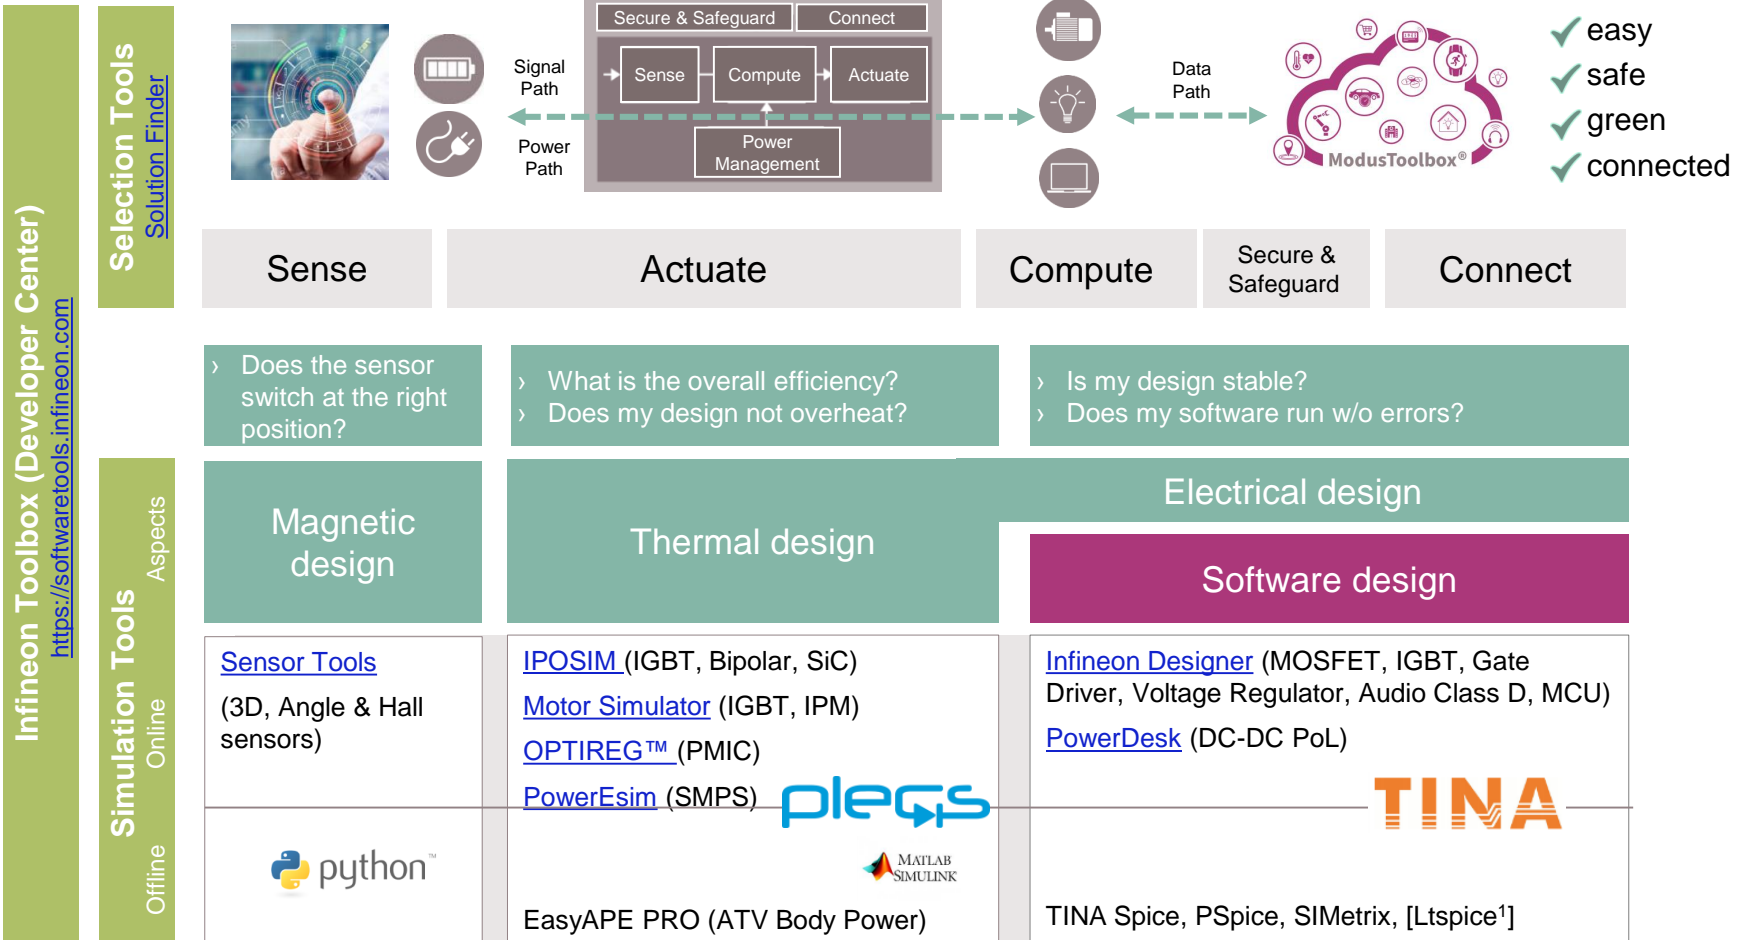 Infineon Toolbox (Developer Center)
https://softwaretools.infineon.com
Selection Tools
Solution Finder
Signal
Path
Power
Path
Secure & Safeguard
Connect
Sense
Compute
Actuate
Power
Management
Data
Path
ModusToolbox®
easy
safe
green
connected
Sense
Actuate
Compute
Secure &
Safeguard
Connect
› Does the sensor
switch at the right
position?
› What is the overall efficiency?
› Does my design not overheat?
› Is my design stable?
› Does my software run w/o errors?
Simulation Tools
Aspects
Online
Offline
Magnetic
design
Thermal design
Electrical design
Software design
Sensor Tools
(3D, Angle & Hall
sensors)
IPOSIM (IGBT, Bipolar, SiC)
Motor Simulator (IGBT, IPM)
OPTIREG™ (PMIC)
PowerEsim (SMPS)
plecs
Infineon Designer (MOSFET, IGBT, Gate
Driver, Voltage Regulator, Audio Class D, MCU)
PowerDesk (DC-DC PoL)
TINA
python™
MATLAB
SIMULINK
EasyAPE PRO (ATV Body Power)
TINA Spice, PSpice, SIMetrix, [Ltspice¹]